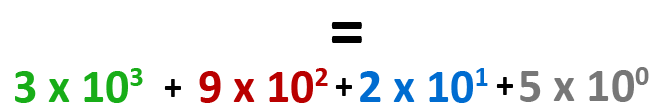 =
3 x 10³ + 9 x 10² + 2 x 10¹ + 5 x 10⁰